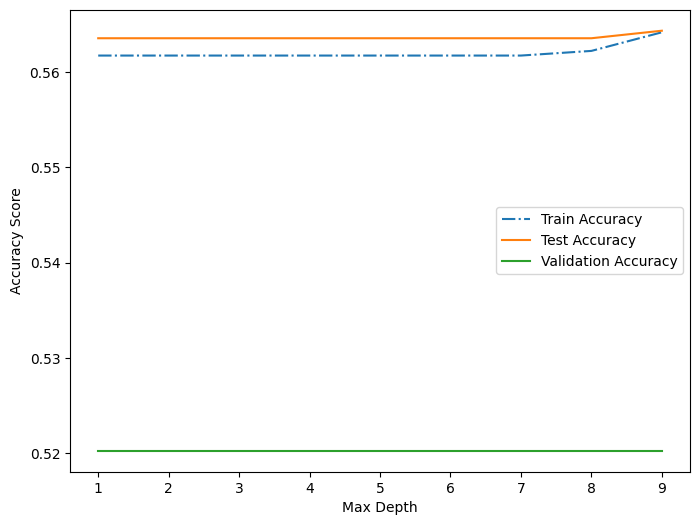 0.56
0.55
0.54
0.53
0.52
Accuracy Score
Train Accuracy
Test Accuracy
Validation Accuracy
1 2 3 4 5 6 7 8 9
Max Depth